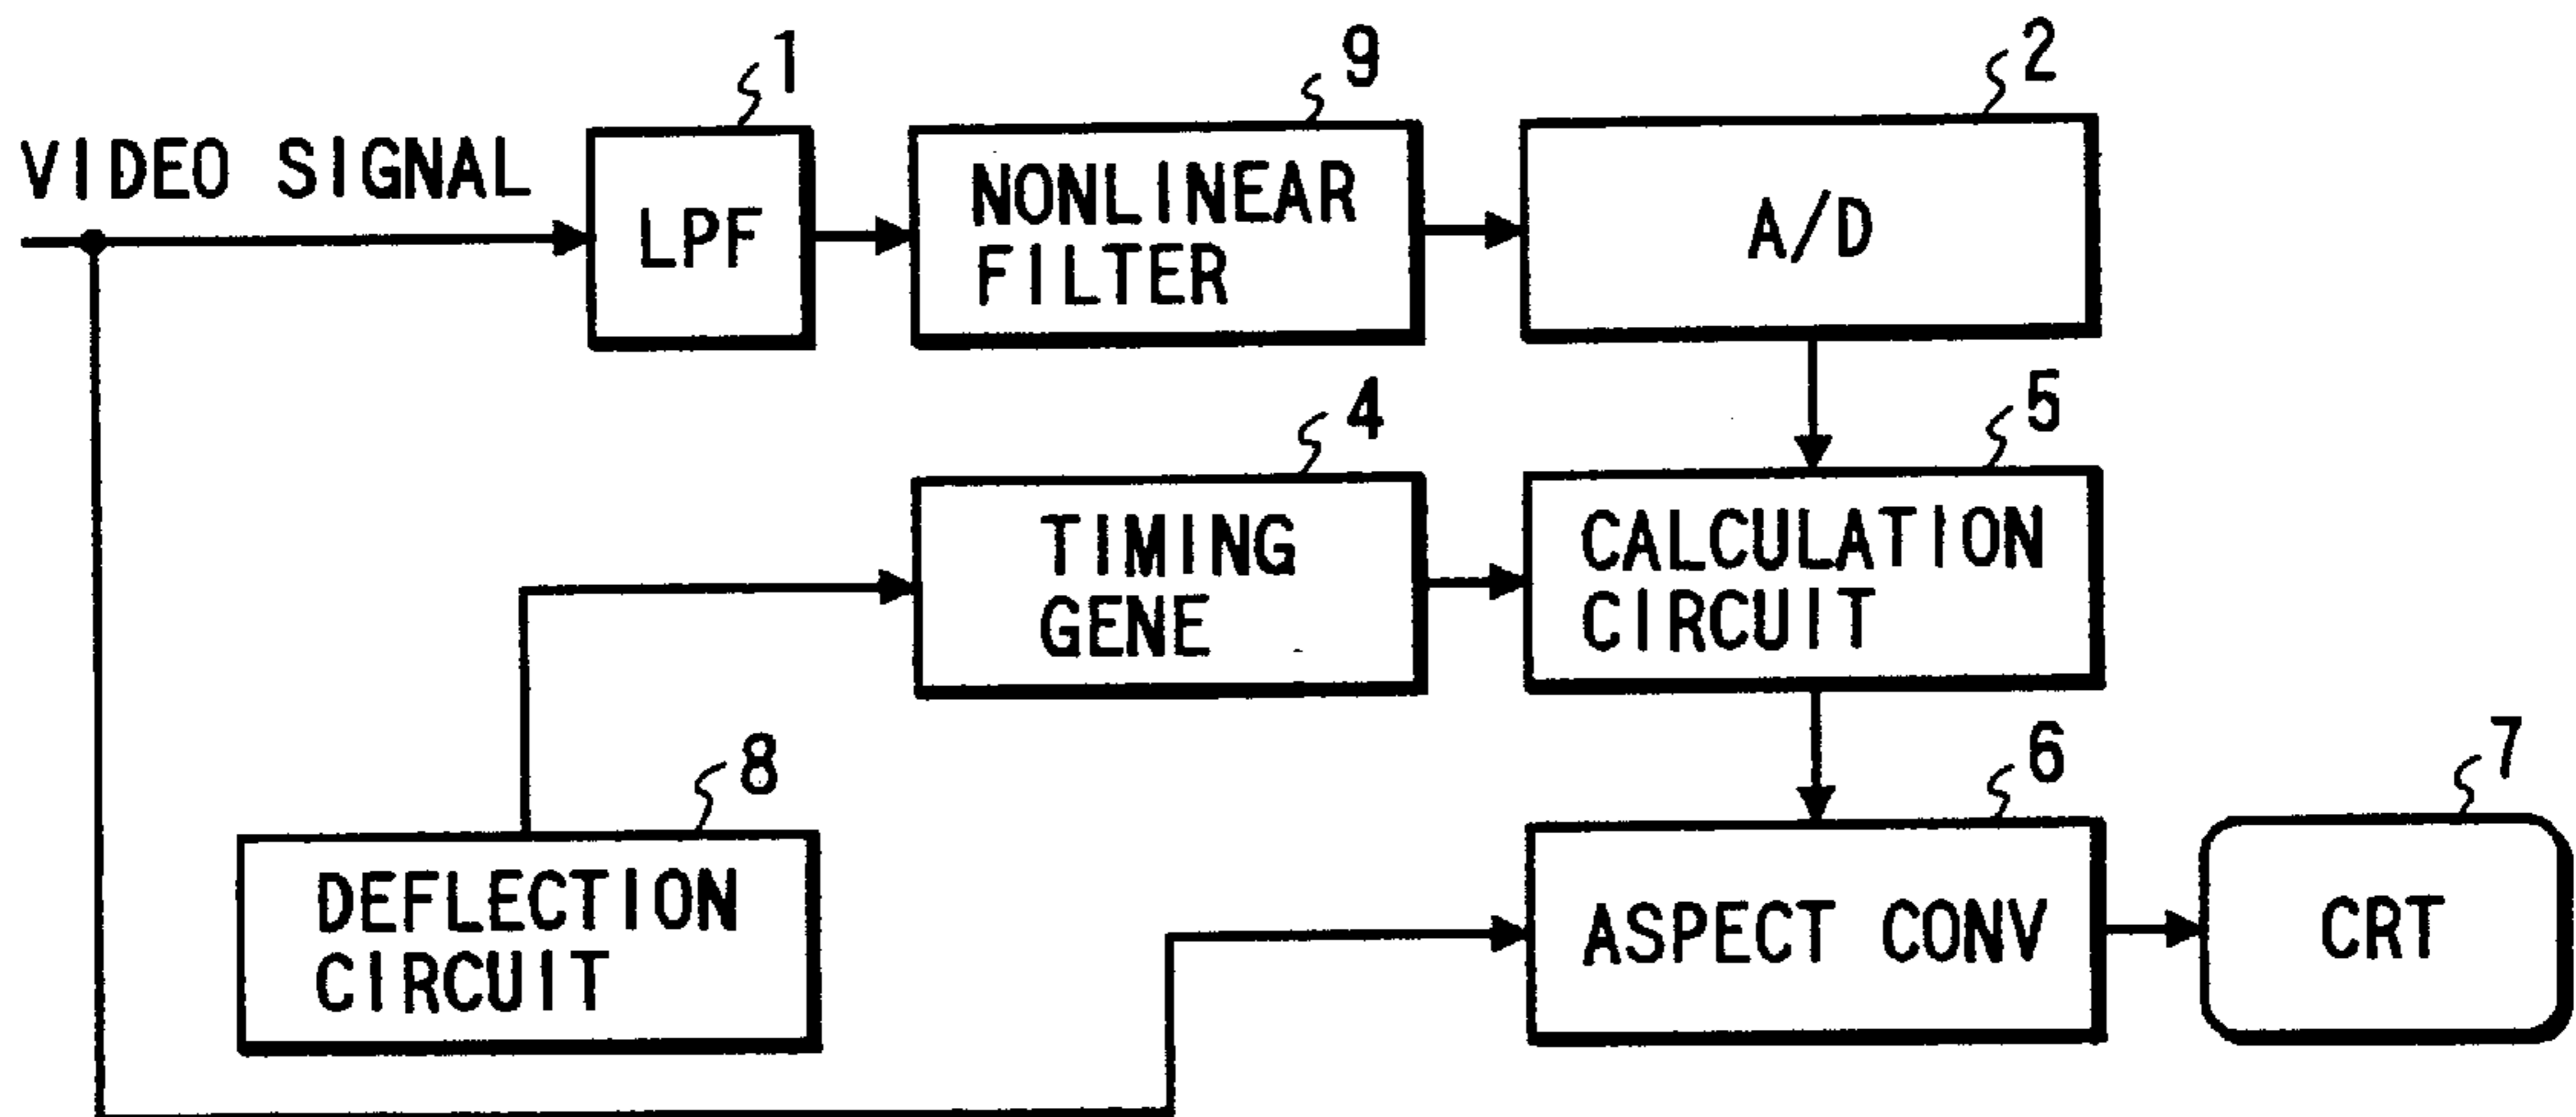 1
9
2
VIDEO SIGNAL
LPF
NONLINEAR
FILTER
A/D
4
5
TIMING
GENE
CALCULATION
CIRCUIT
8
6
7
DEFLECTION
CIRCUIT
ASPECT CONV
CRT